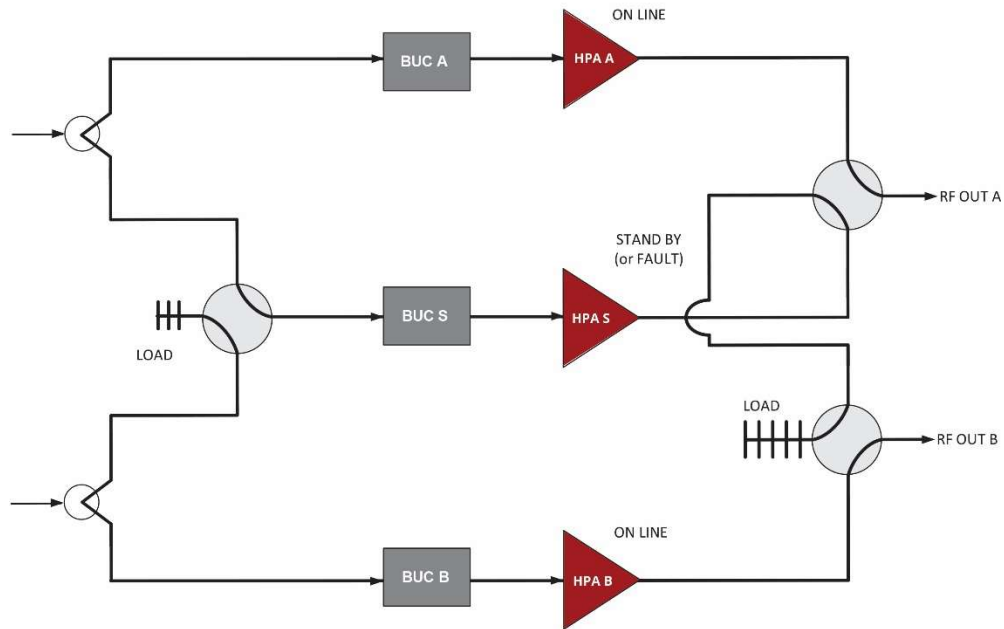 ON LINE
BUC A
HPA A
RF OUT A
STAND BY
(or FAULT)
BUC S
HPA S
LOAD
LOAD
RF OUT B
ON LINE
BUC B
HPA B